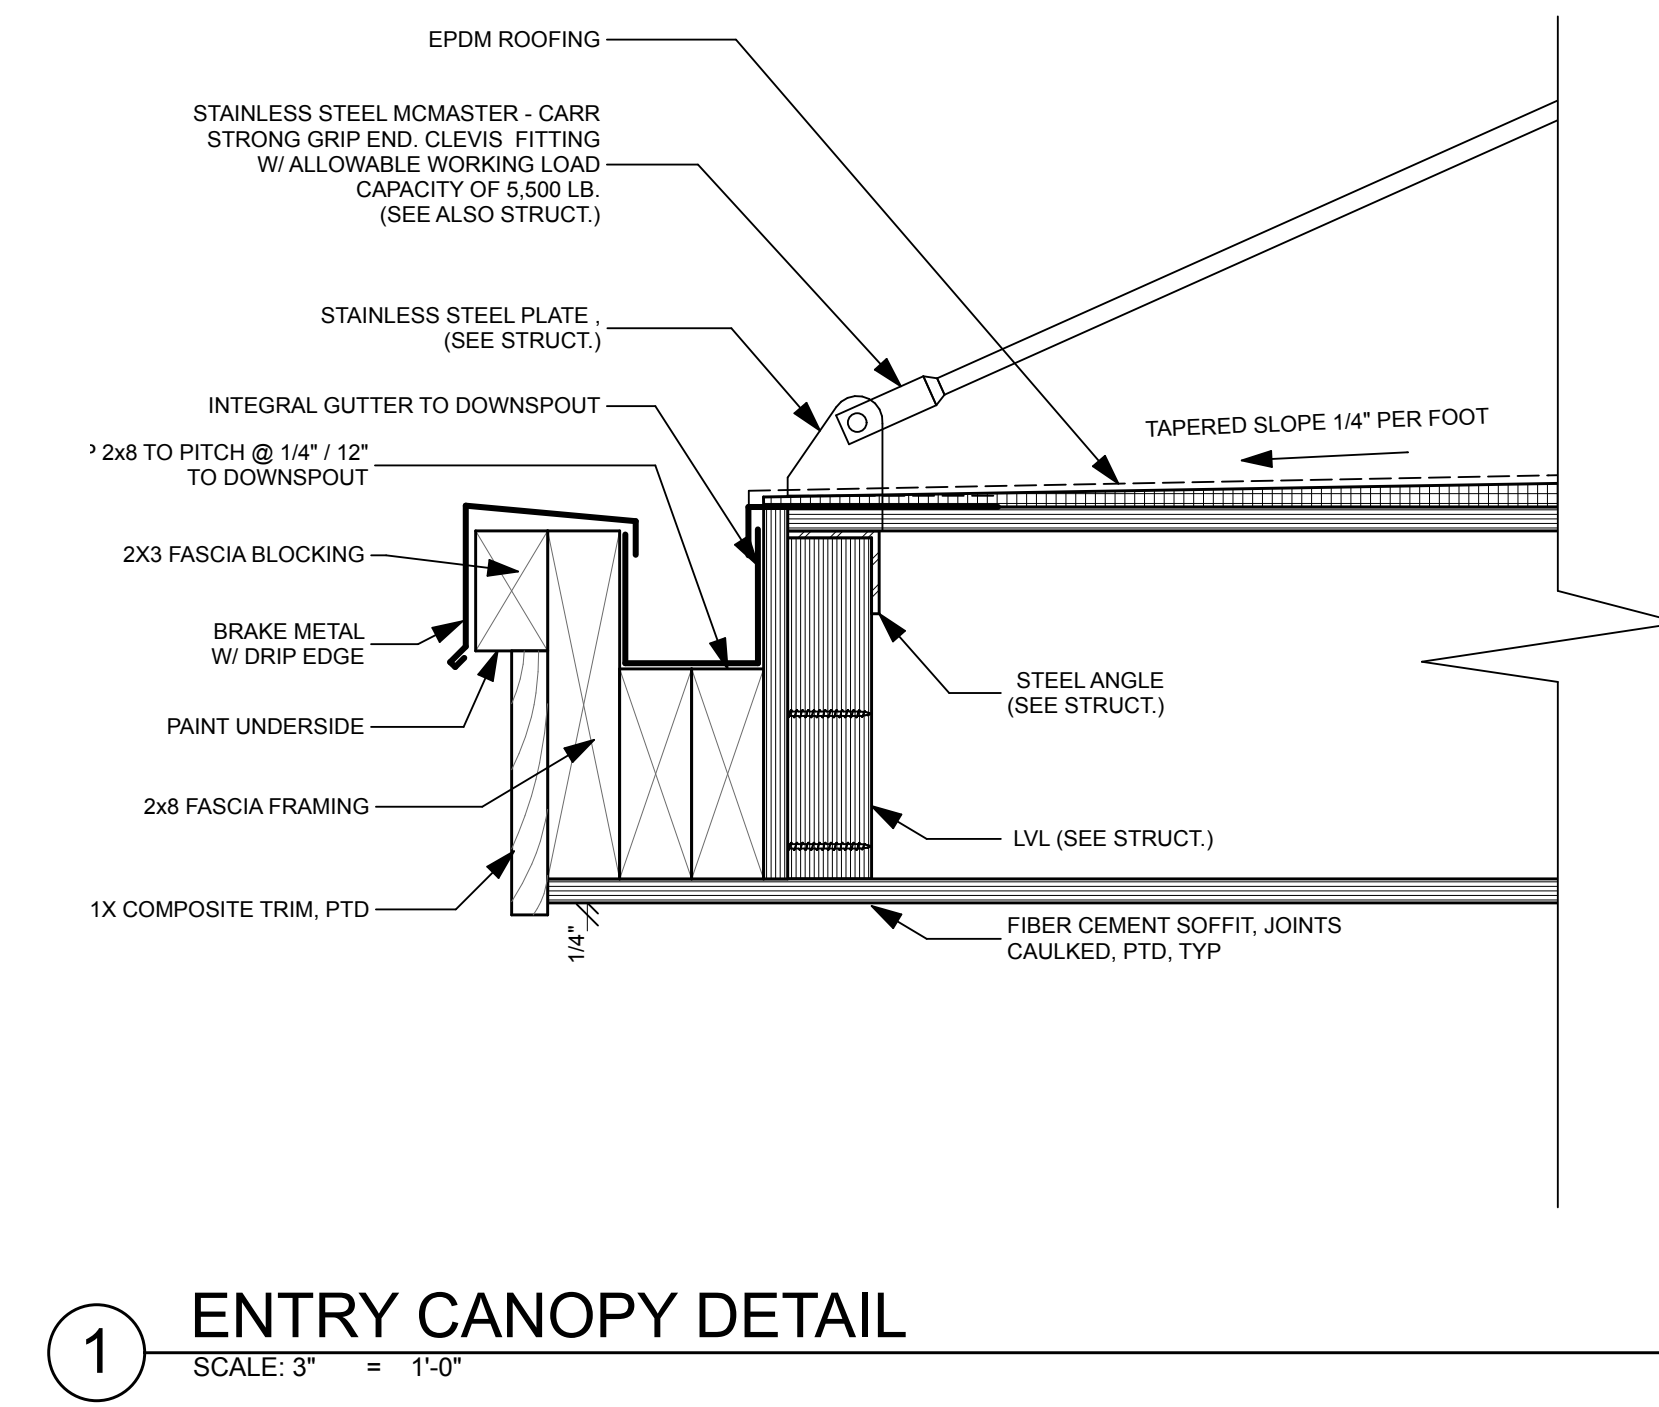 EPDM ROOFING
STAINLESS STEEL MCMASTER - CARR
STRONG GRIP END. CLEVIS  FITTING
W/ ALLOWABLE WORKING LOAD
CAPACITY OF 5,500 LB.
(SEE ALSO STRUCT.)
STAINLESS STEEL PLATE ,
(SEE STRUCT.)
INTEGRAL GUTTER TO DOWNSPOUT
2x8 TO PITCH @ 1/4" / 12"
TO DOWNSPOUT
2X3 FASCIA BLOCKING
BRAKE METAL
W/ DRIP EDGE
PAINT UNDERSIDE
2x8 FASCIA FRAMING
1X COMPOSITE TRIM, PTD
1/4"
TAPERED SLOPE 1/4" PER FOOT
STEEL ANGLE
(SEE STRUCT.)
LVL (SEE STRUCT.)
FIBER CEMENT SOFFIT, JOINTS
CAULKED, PTD, TYP
1
ENTRY CANOPY DETAIL
SCALE: 3" = 1'-0"